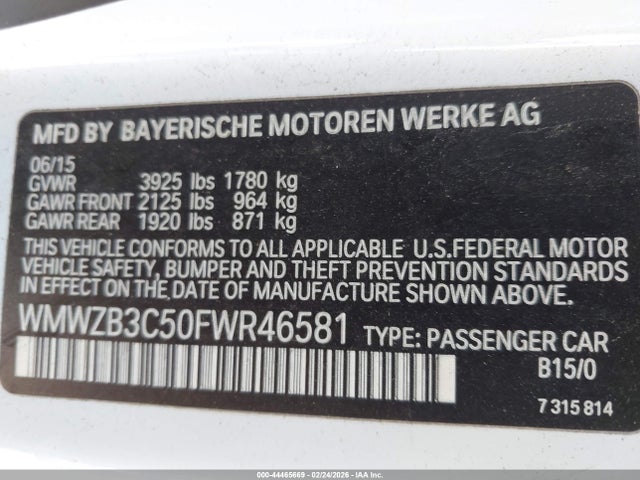 MFD BY BAYERISCHE MOTOREN WERKE AG
06/15
GVWR 3925 lbs 1780 kg
GAWR FRONT 2125 lbs 964 kg
GAWR REAR 1920 lbs 871 kg
THIS VEHICLE CONFORMS TO ALL APPLICABLE U.S.FEDERAL MOTOR
VEHICLE SAFETY, BUMPER AND THEFT PREVENTION STANDARDS
IN EFFECT ON THE DATE OF MANUFACTURE SHOWN ABOVE.
WMWZB3C50FWR46581 TYPE: PASSENGER CAR
B15/0
7 315 814
000-44465669 - 02/24/2026 - IAA Inc.